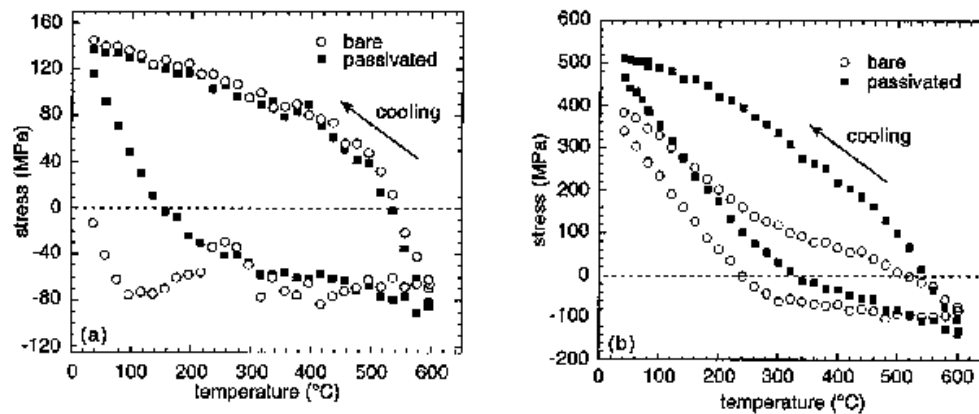 160
120
80
40
0
-40
-80
-120
stress (MPa)
bare
passivated
cooling
(a)
0 100 200 300 400 500 600
temperature (°C)
600
500
400
300
200
100
0
-100
-200
stress (MPa)
bare
passivated
cooling
(b)
0 100 200 300 400 500 600
temperature (°C)